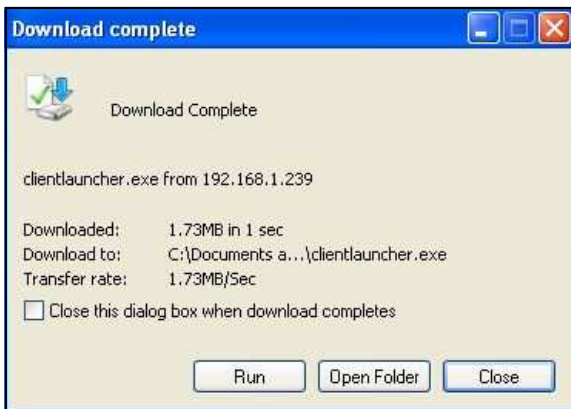 Download complete
Download Complete
clientlauncher.exe from 192.168.1.239
Downloaded: 1.73MB in 1 sec
Download to: C:\Documents a...\clientlauncher.exe
Transfer rate: 1.73MB/Sec
Close this dialog box when download completes
Run Open Folder Close